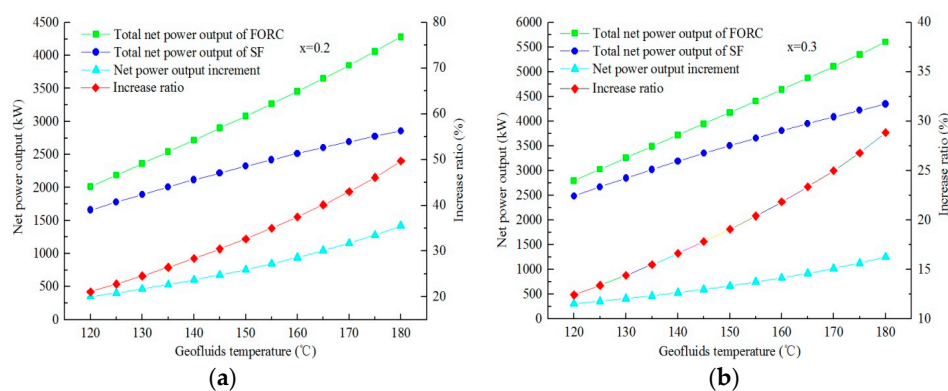 4500
4000
3500
3000
2500
2000
1500
1000
500
0
Net power output (kW)
Total net power output of FORC
Total net power output of SF
Net power output increment
Increase ratio
x=0.2
80
70
60
50
40
30
20
Increase ratio (%)
120 130 140 150 160 170 180
Geofluids temperature (℃)
(a)
6000
5500
5000
4500
4000
3500
3000
2500
2000
1500
1000
500
0
Net power output (kW)
Total net power output of FORC
Total net power output of SF
Net power output increment
Increase ratio
x=0.3
40
35
30
25
20
15
10
Increase ratio (%)
120 130 140 150 160 170 180
Geofluids temperature (℃)
(b)